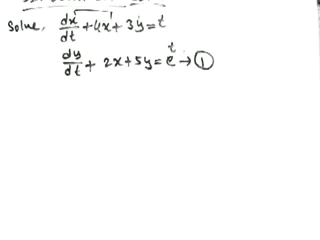 Solve, dx/dt + 4x + 3y = t
dy/dt + 2x + 5y = e^t → ①